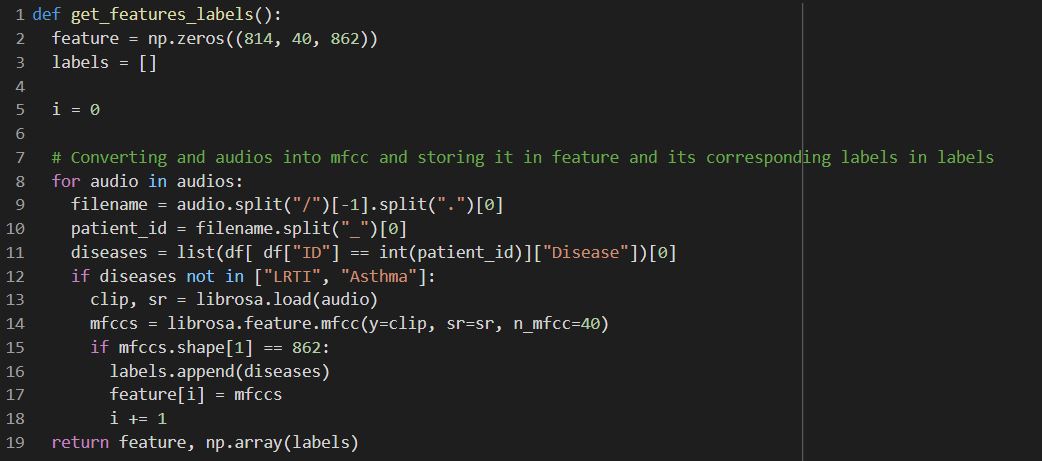 1 def get_features_labels():
2   feature = np.zeros((814, 40, 862))
3   labels = []
4
5   i = 0
6
7   # Converting and audios into mfcc and storing it in feature and its corresponding labels in labels
8   for audio in audios:
9     filename = audio.split("/")[-1].split(".")[0]
10     patient_id = filename.split("_")[0]
11     diseases = list(df[ df["ID"] == int(patient_id)]["Disease"])[0]
12     if diseases not in ["LRTI", "Asthma"]:
13       clip, sr = librosa.load(audio)
14       mfccs = librosa.feature.mfcc(y=clip, sr=sr, n_mfcc=40)
15       if mfccs.shape[1] == 862:
16         labels.append(diseases)
17         feature[i] = mfccs
18         i += 1
19   return feature, np.array(labels)